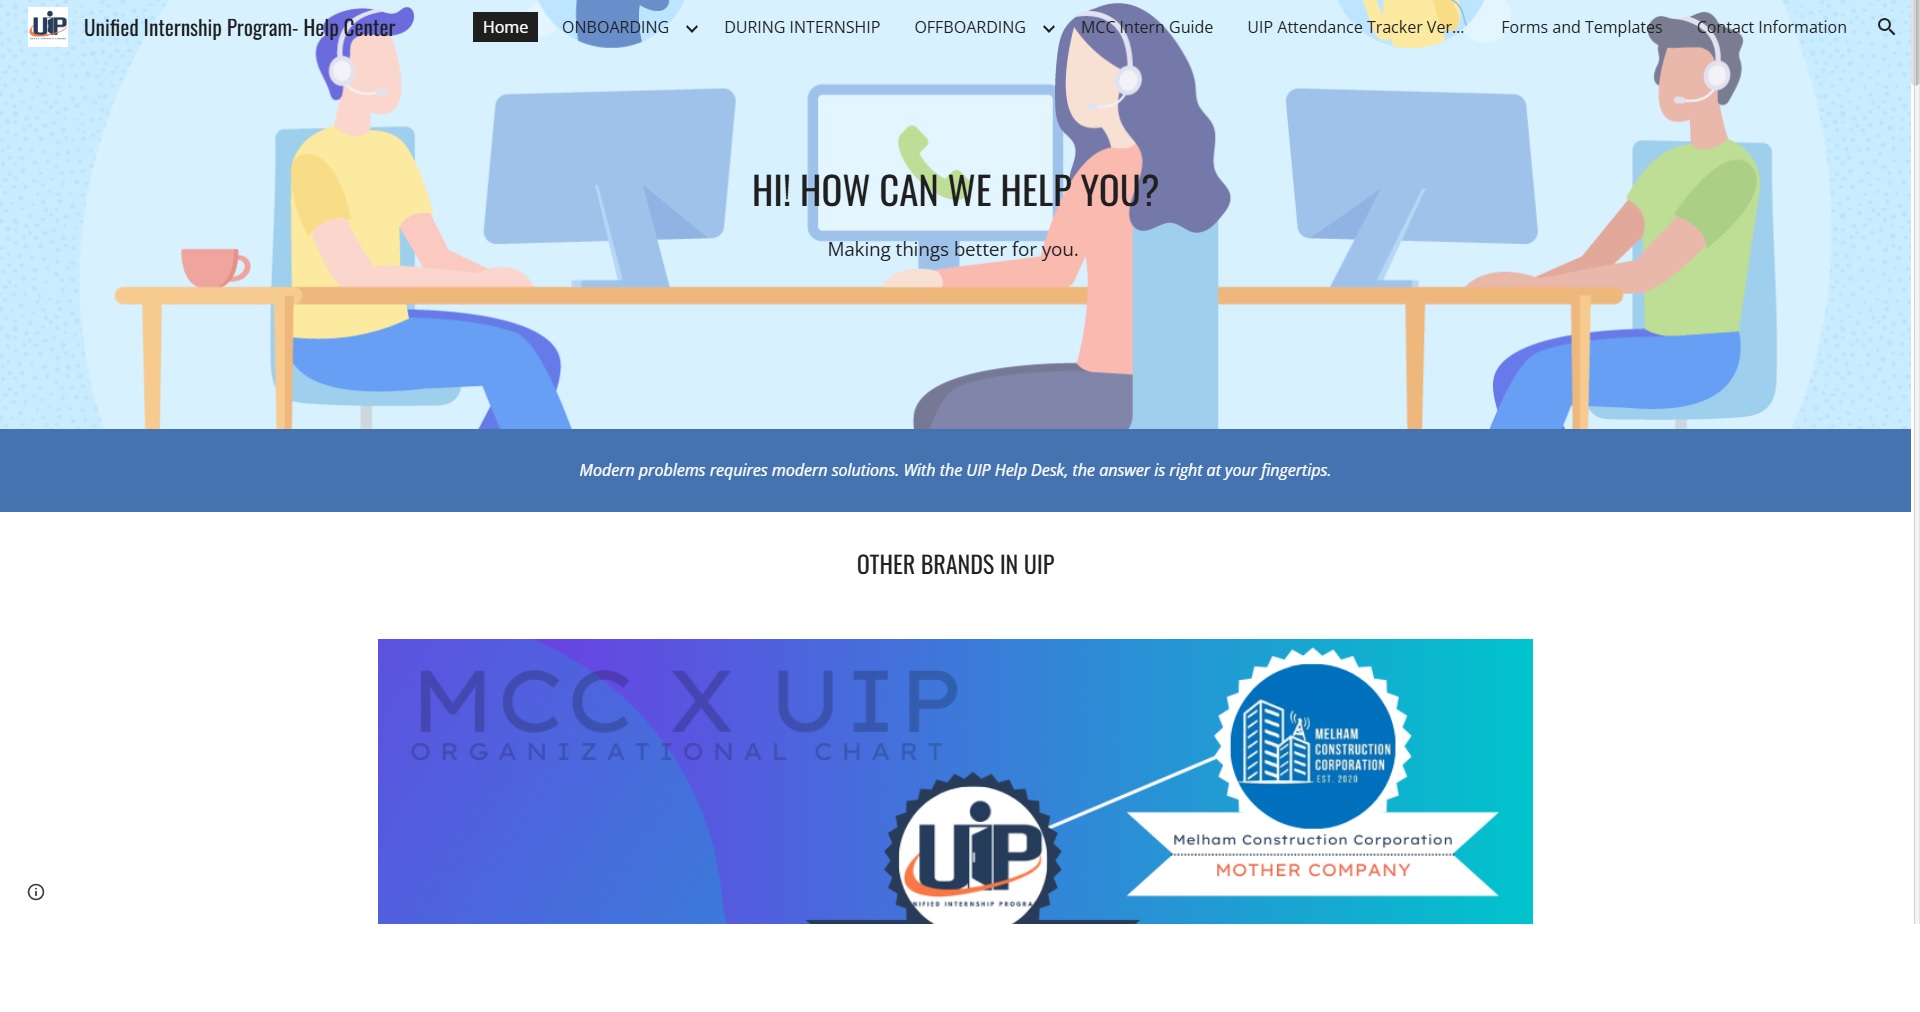 UiP
Unified Internship Program- Help Center
Home
ONBOARDING
DURING INTERNSHIP
OFFBOARDING
MCC Intern Guide
UIP Attendance Tracker Ver...
Forms and Templates
Contact Information
HI! HOW CAN WE HELP YOU?
Making things better for you.
Modern problems requires modern solutions. With the UIP Help Desk, the answer is right at your fingertips.
OTHER BRANDS IN UIP
MCC X UIP
ORGANIZATIONAL CHART
MELHAM
CONSTRUCTION
CORPORATION
EST. 2020
Melham Construction Corporation
MOTHER COMPANY
UiP
NIFIED INTERNSHIP PROGRA